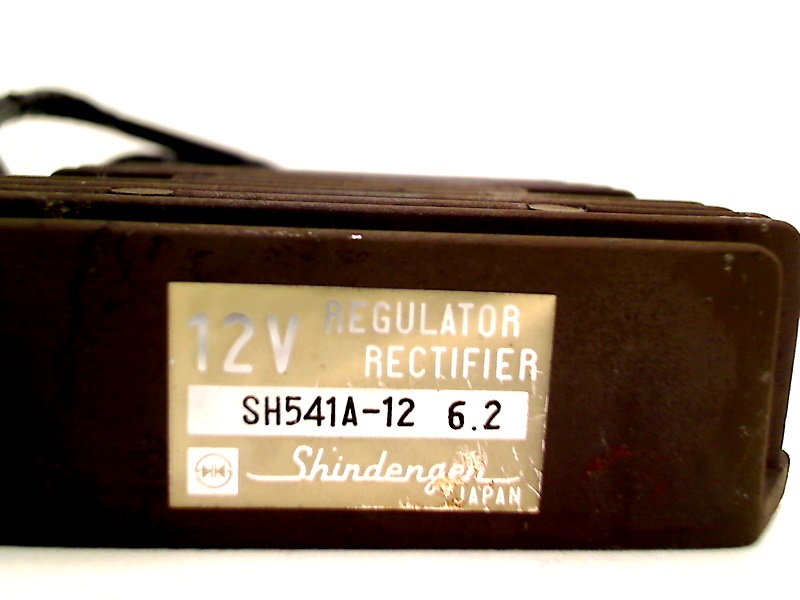 12V REGULATOR
RECTIFIER
SH541A-12 6.2
Shindengen
JAPAN